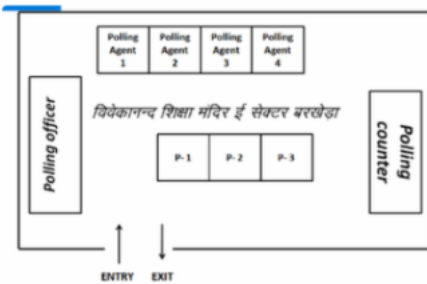 Polling Agent 1
Polling Agent 2
Polling Agent 3
Polling Agent 4
Polling officer
विवेकानन्द शिक्षा मंदिर ई सेक्टर बरखेड़ा
Polling counter
P- 1
P- 2
P- 3
ENTRY
EXIT